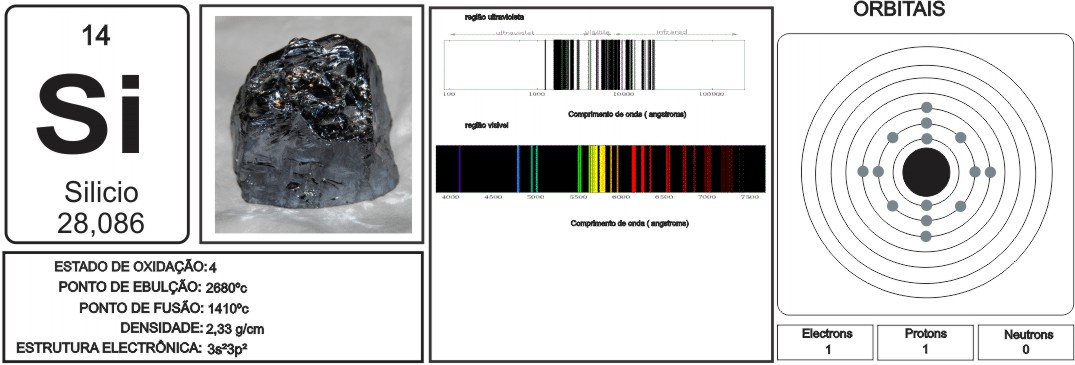 14
Si
Silicio
28,086
ESTADO DE OXIDAÇÃO: 4
PONTO DE EBULÇÃO: 2680ºc
PONTO DE FUSÃO: 1410ºc
DENSIDADE: 2,33 g/cm
ESTRUTURA ELECTRÔNICA: 3s²3p²
região ultravioleta
ultraviolet visible infrared
100 1000 10000 100000
Comprimento de onda ( angstroms)
região visivel
4000 4500 5000 5500 6000 6500 7000 7500
Comprimento de onda ( angstroms)
ORBITAIS
Electrons Protons Neutrons
1 1 0